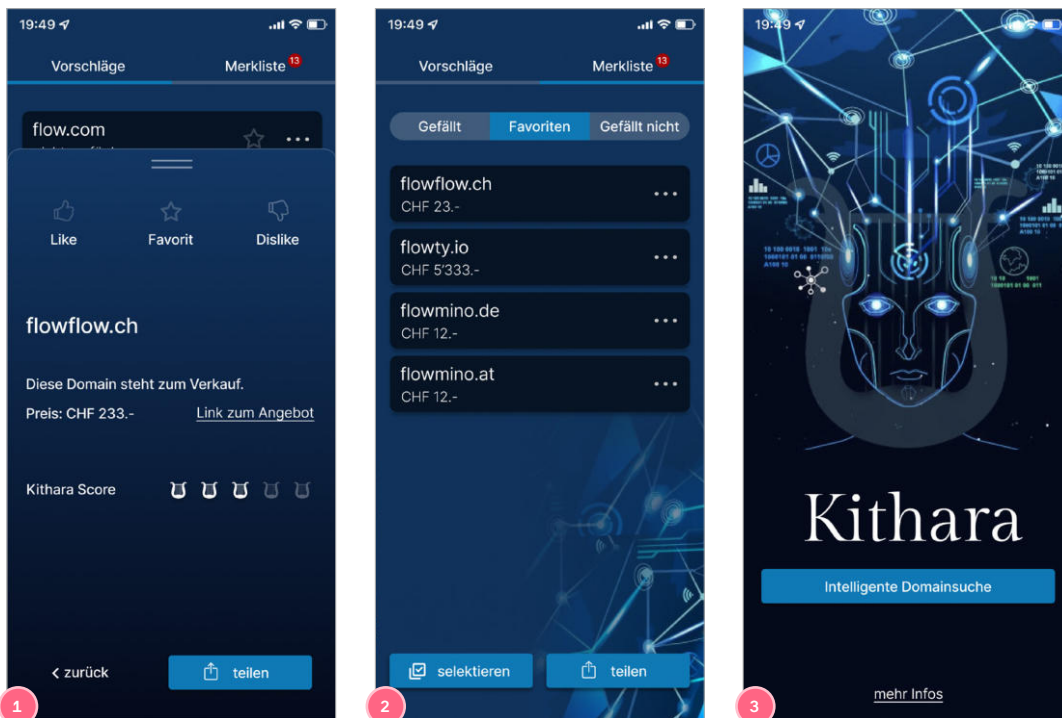 19:49
Vorschläge
Merkliste 13
flow.com
Like
Favorit
Dislike
flowflow.ch
Diese Domain steht zum Verkauf.
Preis: CHF 233.-
Link zum Angebot
Kithara Score
< zurück
teilen
1
19:49
Vorschläge
Merkliste 13
Gefällt
Favoriten
Gefällt nicht
flowflow.ch
CHF 23.-
flowty.io
CHF 5'333.-
flowmino.de
CHF 12.-
flowmino.at
CHF 12.-
selektieren
teilen
2
19:49
Kithara
Intelligente Domainsuche
mehr Infos
3